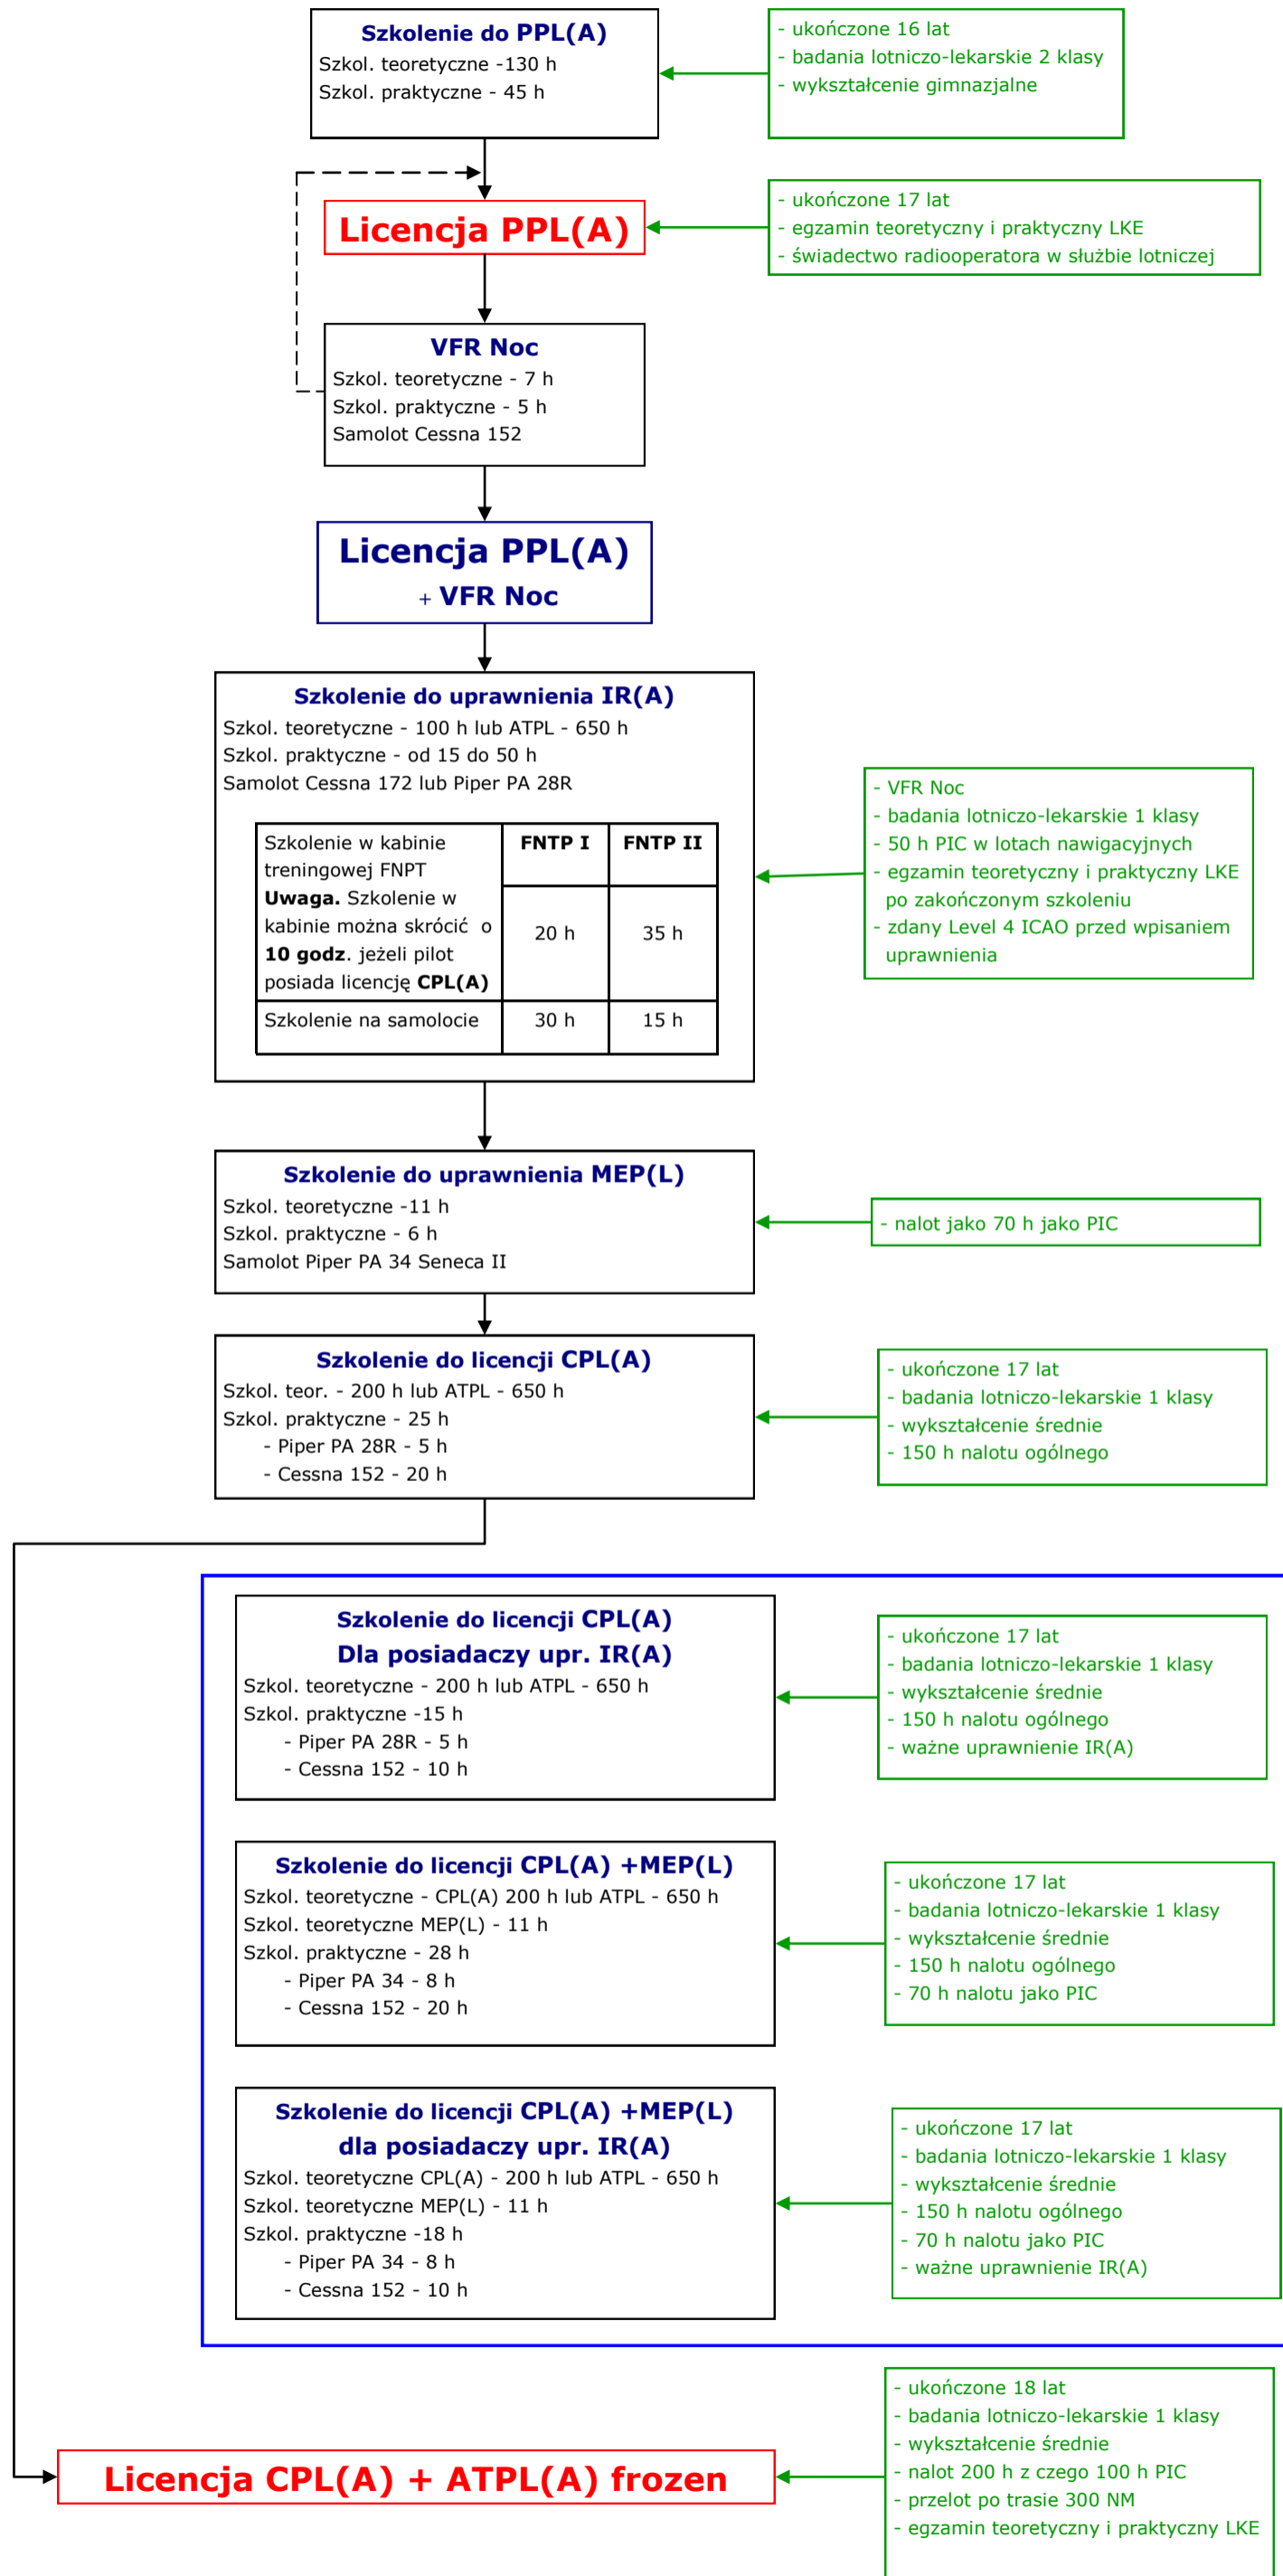 Szkolenie do PPL(A)
Szkol. teoretyczne -130 h
Szkol. praktyczne - 45 h
- ukończone 16 lat
- badania lotniczo-lekarskie 2 klasy
- wykształcenie gimnazjalne
Licencja PPL(A)
- ukończone 17 lat
- egzamin teoretyczny i praktyczny LKE
- świadectwo radiooperatora w służbie lotniczej
VFR Noc
Szkol. teoretyczne - 7 h
Szkol. praktyczne - 5 h
Samolot Cessna 152
Licencja PPL(A)
+ VFR Noc
Szkolenie do uprawnienia IR(A)
Szkol. teoretyczne - 100 h lub ATPL - 650 h
Szkol. praktyczne - od 15 do 50 h
Samolot Cessna 172 lub Piper PA 28R
Szkolenie w kabinie
treningowej FNPT
Uwaga. Szkolenie w
kabinie można skrócić o
10 godz. jeżeli pilot
posiada licencję CPL(A)
FNTP I
FNTP II
20 h
35 h
Szkolenie na samolocie
30 h
15 h
- VFR Noc
- badania lotniczo-lekarskie 1 klasy
- 50 h PIC w lotach nawigacyjnych
- egzamin teoretyczny i praktyczny LKE
po zakończonym szkoleniu
- zdany Level 4 ICAO przed wpisaniem
uprawnienia
Szkolenie do uprawnienia MEP(L)
Szkol. teoretyczne -11 h
Szkol. praktyczne - 6 h
Samolot Piper PA 34 Seneca II
- nalot jako 70 h jako PIC
Szkolenie do licencji CPL(A)
Szkol. teor. - 200 h lub ATPL - 650 h
Szkol. praktyczne - 25 h
- Piper PA 28R - 5 h
- Cessna 152 - 20 h
- ukończone 17 lat
- badania lotniczo-lekarskie 1 klasy
- wykształcenie średnie
- 150 h nalotu ogólnego
Szkolenie do licencji CPL(A)
Dla posiadaczy upr. IR(A)
Szkol. teoretyczne - 200 h lub ATPL - 650 h
Szkol. praktyczne -15 h
- Piper PA 28R - 5 h
- Cessna 152 - 10 h
- ukończone 17 lat
- badania lotniczo-lekarskie 1 klasy
- wykształcenie średnie
- 150 h nalotu ogólnego
- ważne uprawnienie IR(A)
Szkolenie do licencji CPL(A) +MEP(L)
Szkol. teoretyczne - CPL(A) 200 h lub ATPL - 650 h
Szkol. teoretyczne MEP(L) - 11 h
Szkol. praktyczne - 28 h
- Piper PA 34 - 8 h
- Cessna 152 - 20 h
- ukończone 17 lat
- badania lotniczo-lekarskie 1 klasy
- wykształcenie średnie
- 150 h nalotu ogólnego
- 70 h nalotu jako PIC
Szkolenie do licencji CPL(A) +MEP(L)
dla posiadaczy upr. IR(A)
Szkol. teoretyczne CPL(A) - 200 h lub ATPL - 650 h
Szkol. teoretyczne MEP(L) - 11 h
Szkol. praktyczne -18 h
- Piper PA 34 - 8 h
- Cessna 152 - 10 h
- ukończone 17 lat
- badania lotniczo-lekarskie 1 klasy
- wykształcenie średnie
- 150 h nalotu ogólnego
- 70 h nalotu jako PIC
- ważne uprawnienie IR(A)
Licencja CPL(A) + ATPL(A) frozen
- ukończone 18 lat
- badania lotniczo-lekarskie 1 klasy
- wykształcenie średnie
- nalot 200 h z czego 100 h PIC
- przelot po trasie 300 NM
- egzamin teoretyczny i praktyczny LKE